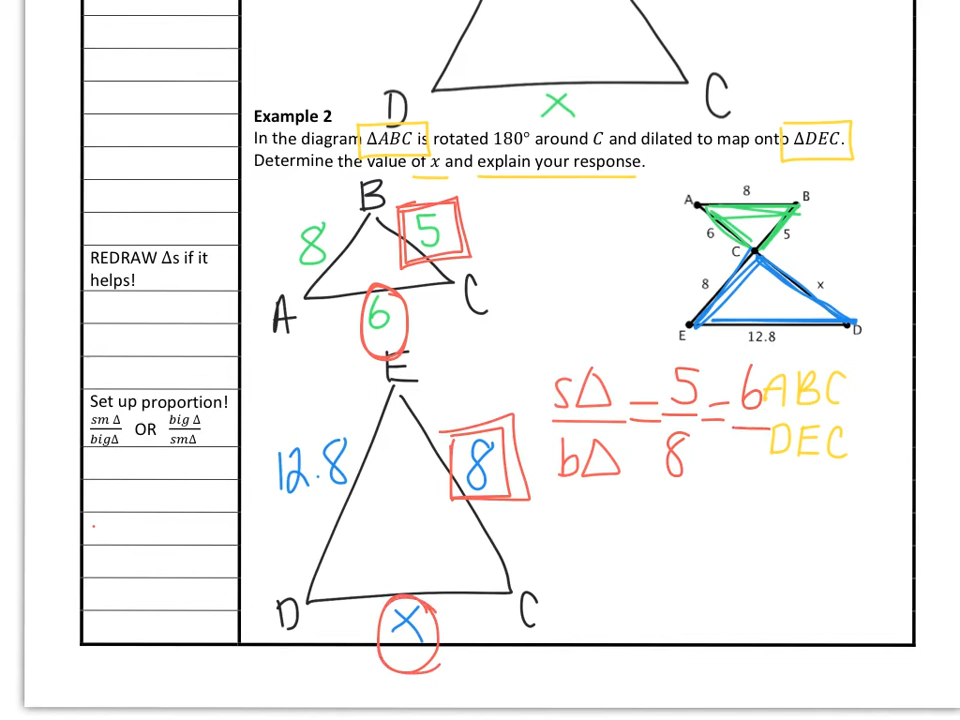 D
x
C
Example 2
In the diagram ΔABC is rotated 180° around C and dilated to map onto ΔDEC.
Determine the value of x and explain your response.
B
8
5
A
6
C
8
A
B
6
5
C
8
x
E
D
12.8
REDRAW Δs if it
helps!
E
12.8
8
D
x
C
sΔ/bΔ = 5/8 = 6/
ABC
DEC
Set up proportion!
sm Δ/bigΔ OR big Δ/smΔ